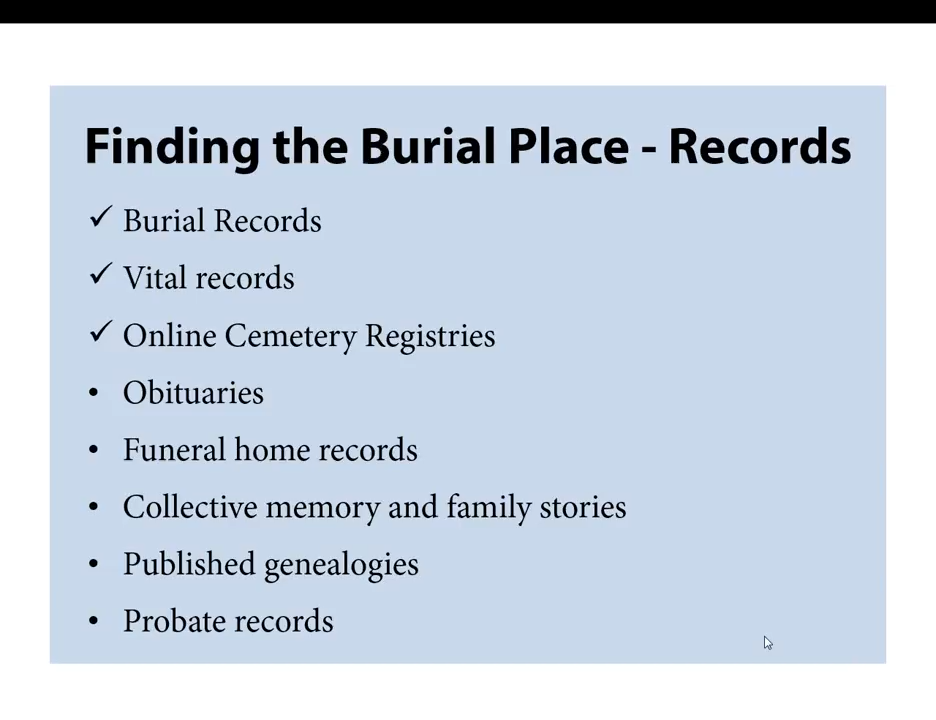 Finding the Burial Place - Records
✓ Burial Records
✓ Vital records
✓ Online Cemetery Registries
• Obituaries
• Funeral home records
• Collective memory and family stories
• Published genealogies
• Probate records